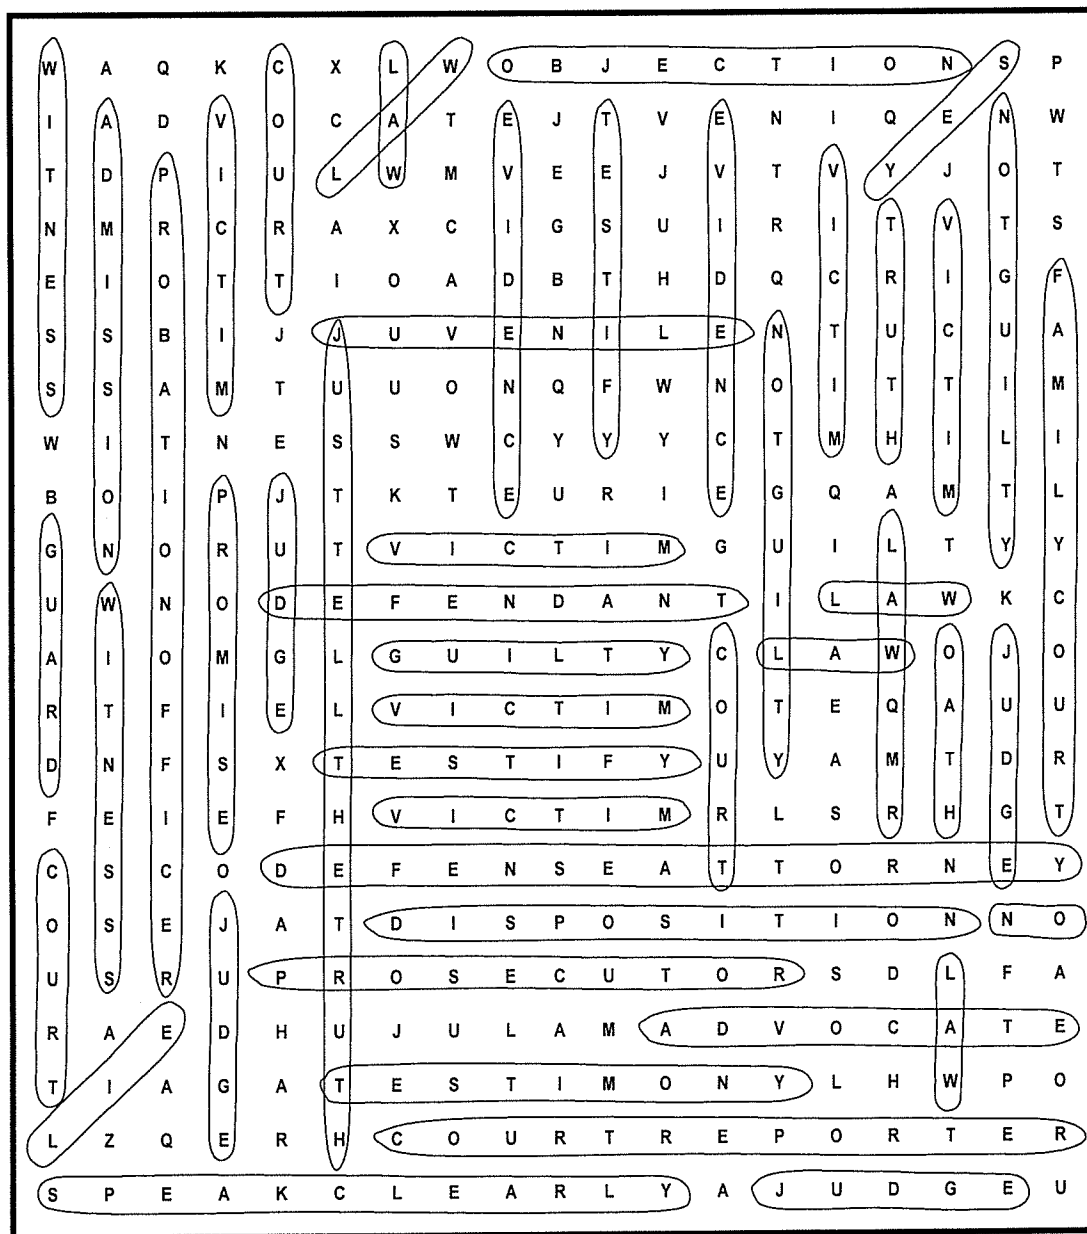 W A Q K C X L W O B J E C T I O N S P
I A D V O C A T E J T V E N I Q E N W
T D P I U L W M V E E J V T V Y J O T
N M R C R A X C I G S U I R I T V T S
E I O T T I O A D B T H D Q C R I G F
S S B I J J U V E N I L E N T U C U A
S S A M T U U O N Q F W N O I T T I M
W I T N E S S W C Y Y Y C T M H I L I
B O I P J T K T E U R I E G Q A M T L
G N O R U T V I C T I M G U I L T Y Y
U W N O D E F E N D A N T I L A W K C
A I O M G L G U I L T Y C L A W O J O
R T F I E L V I C T I M O T E Q A U U
D N F S X T E S T I F Y U Y A M T D R
F E I E F H V I C T I M R L S R H G T
C S C O D E F E N S E A T T O R N E Y
O S E J A T D I S P O S I T I O N N O
U S R U P R O S E C U T O R S D L F A
R A E D H U J U L A M A D V O C A T E
T I A G A T E S T I M O N Y L H W P O
L Z Q E R H C O U R T R E P O R T E R
S P E A K C L E A R L Y A J U D G E U